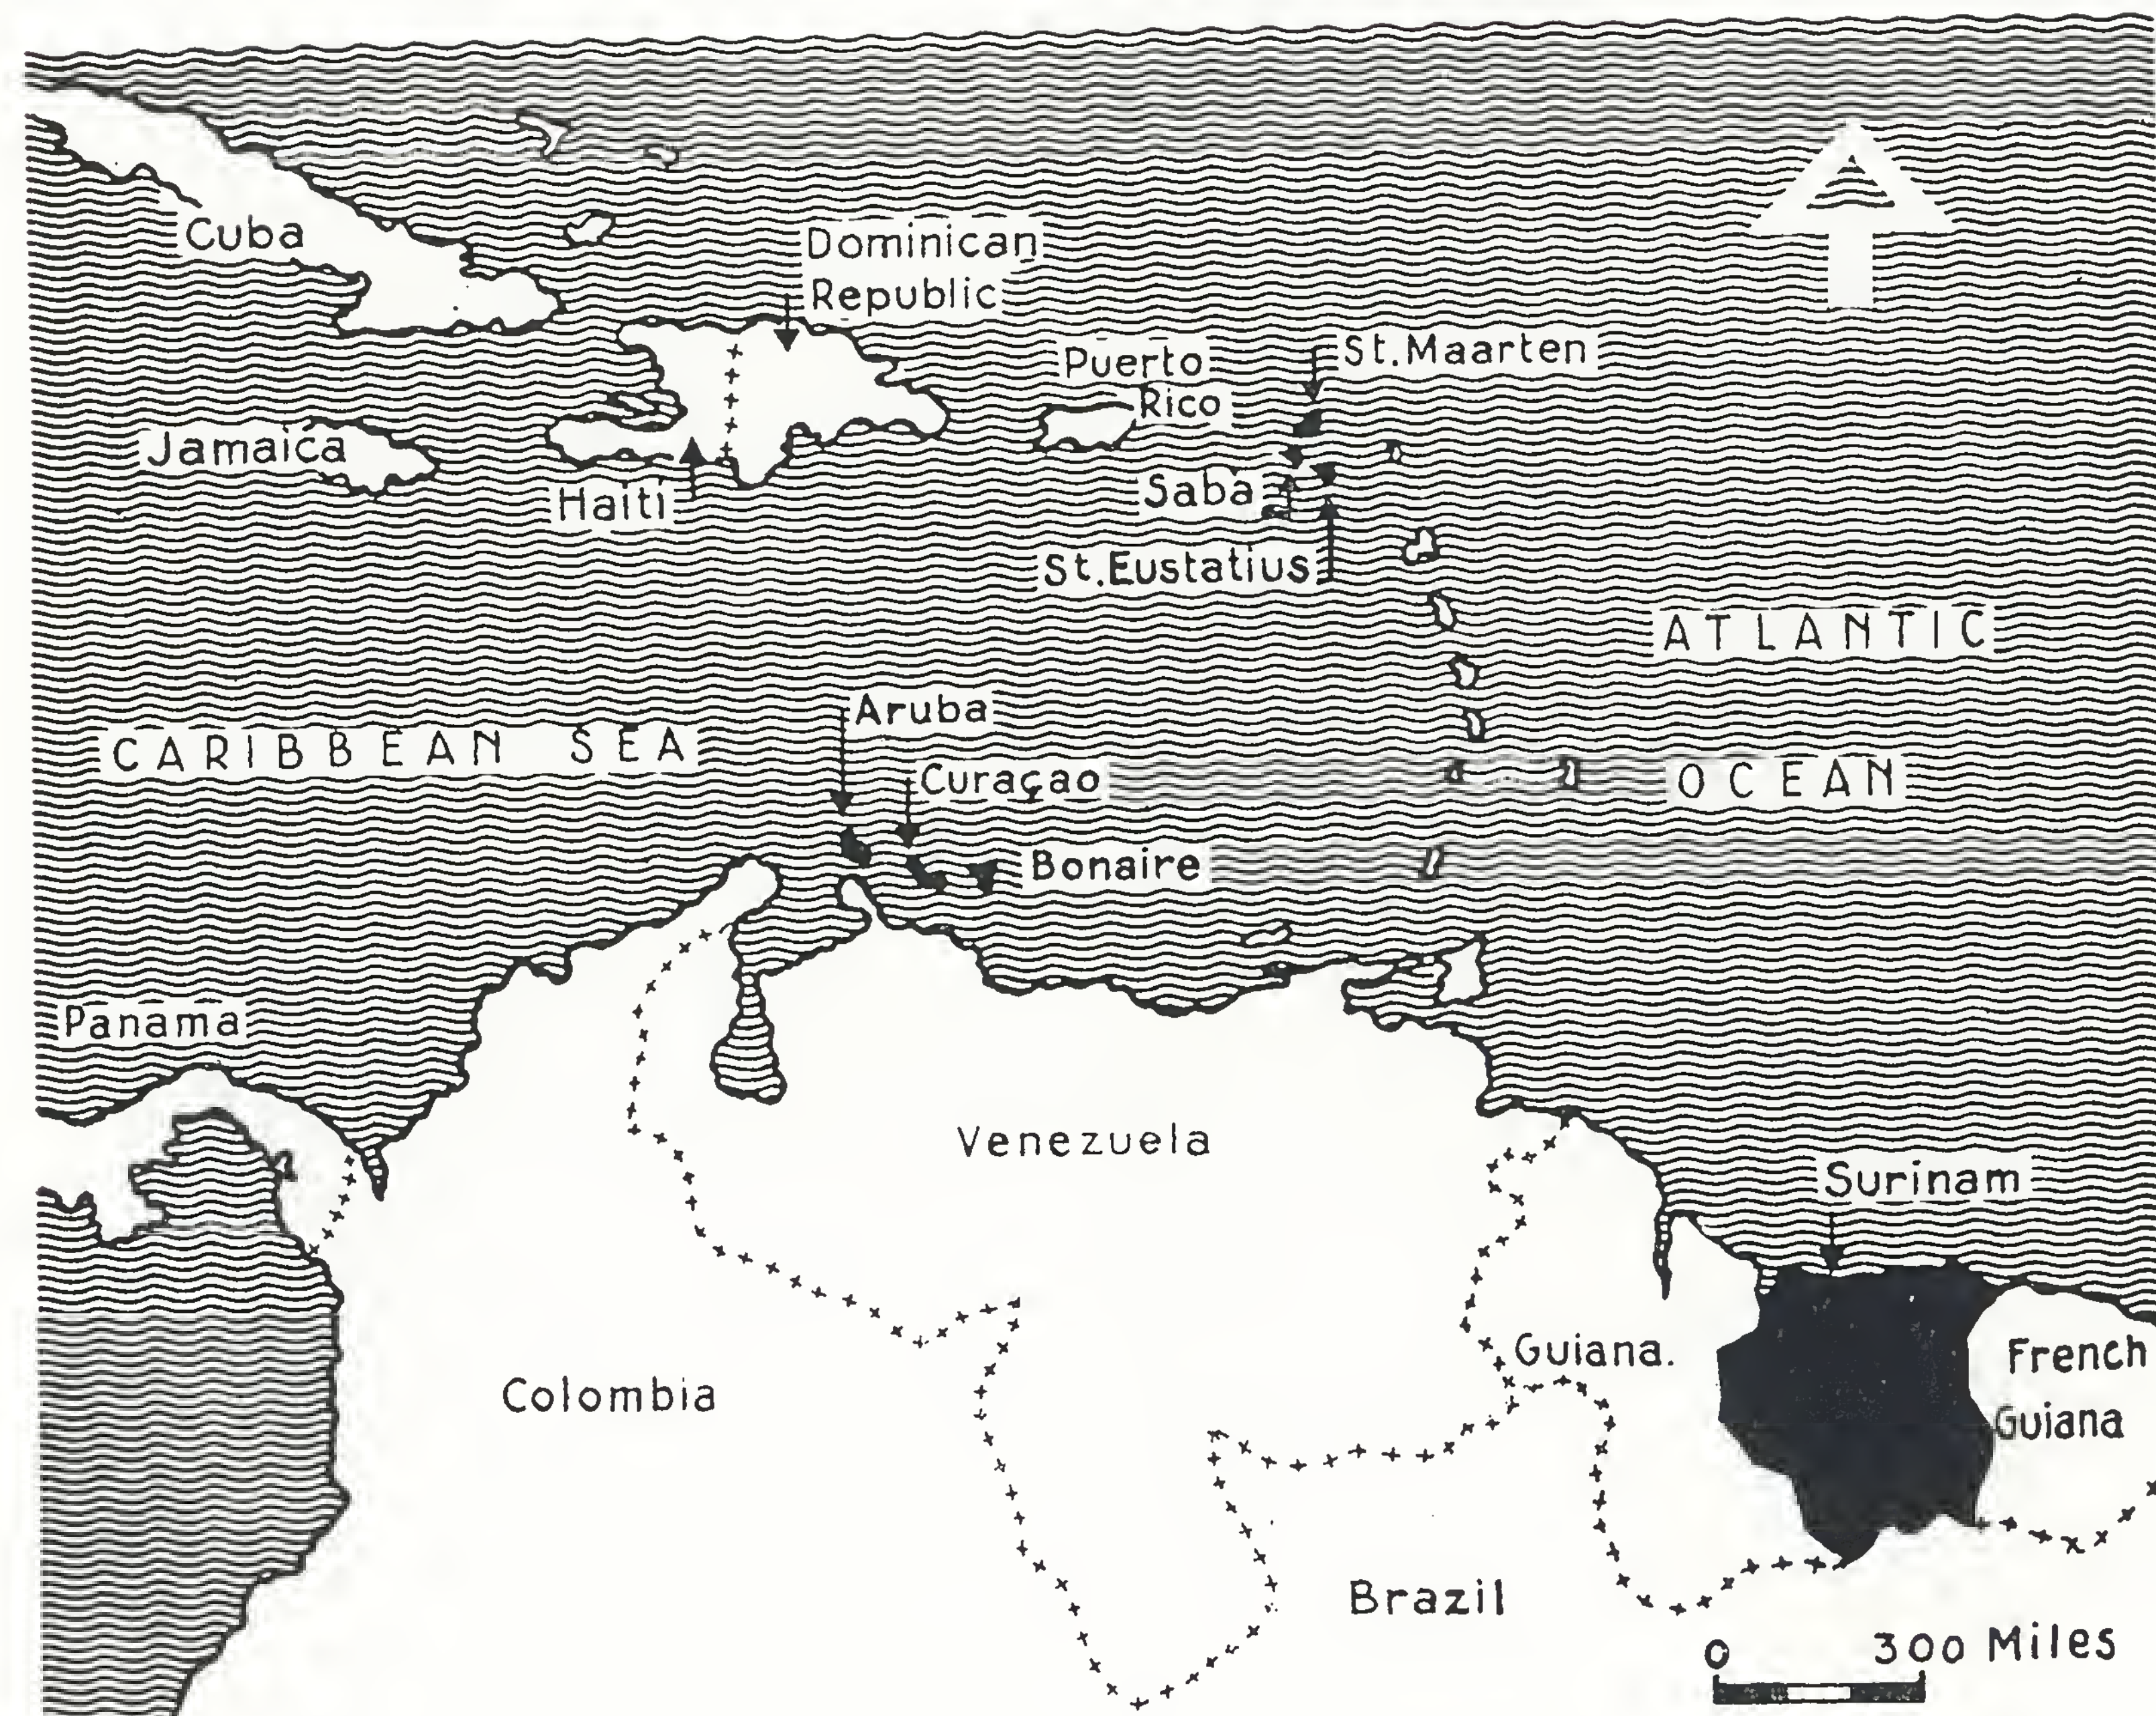 Cuba
Dominican
Republic
Puerto
Rico
St.Maarten
Jamaica
Haiti
Saba
St.Eustatius
ATLANTIC
Aruba
CARIBBEAN SEA
Curaçao
OCEAN
Bonaire
Panama
Venezuela
Surinam
Guiana.
French
Guiana
Colombia
Brazil
0 300 Miles